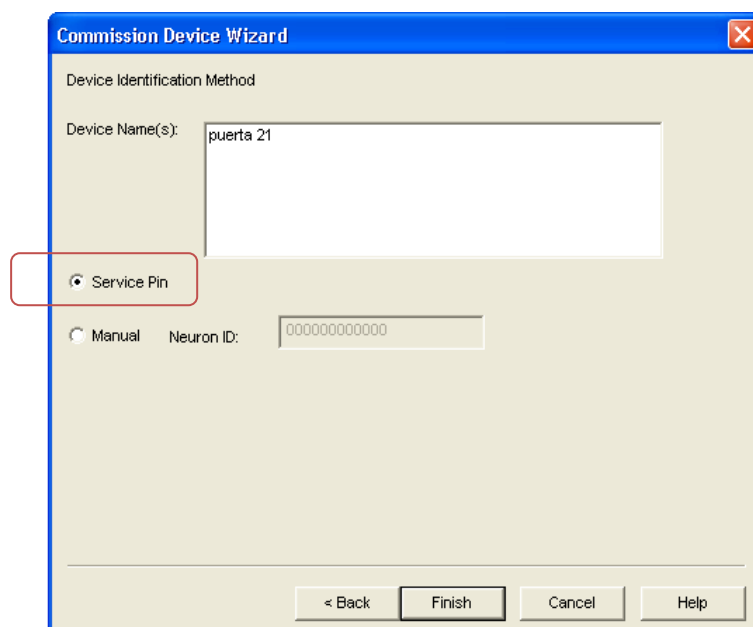 Commission Device Wizard
Device Identification Method
Device Name(s): puerta 21
Service Pin
Manual Neuron ID: 000000000000
< Back Finish Cancel Help